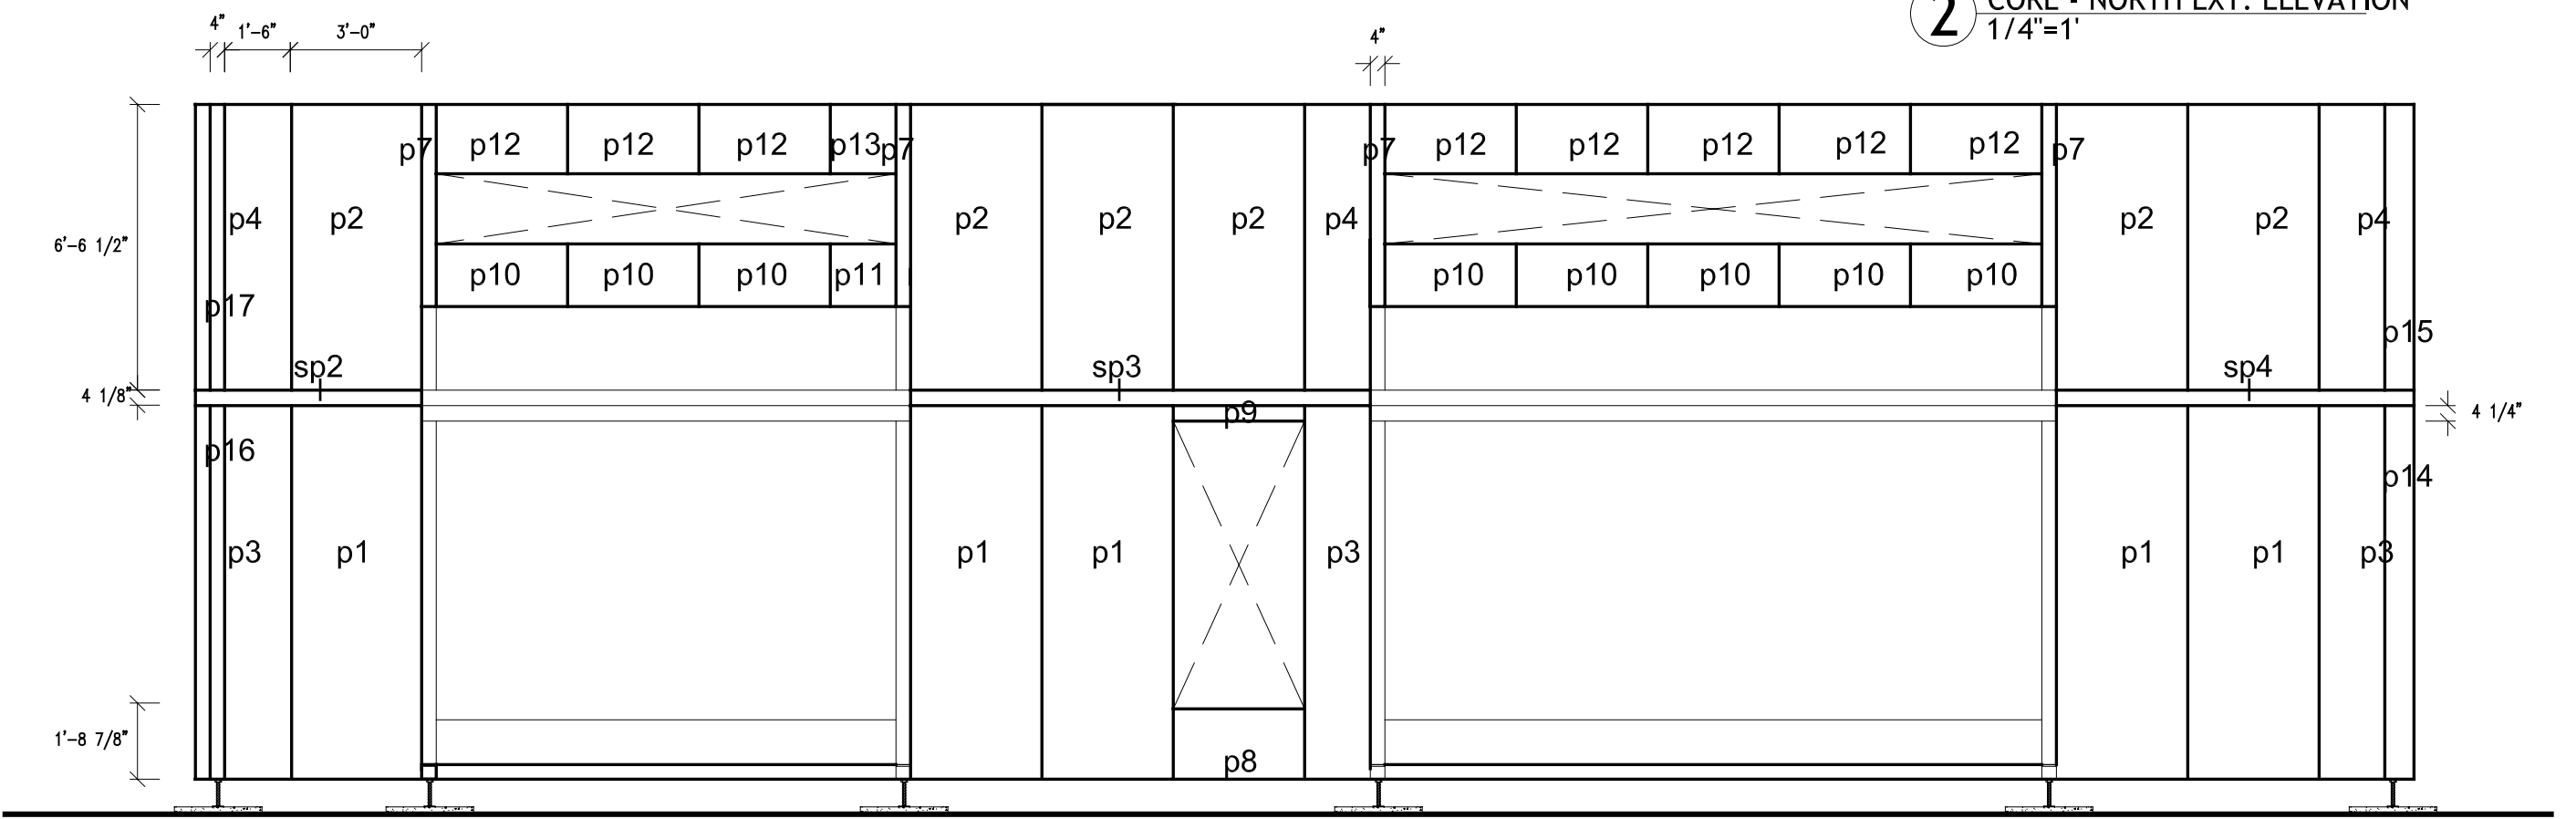 2 CORE - NORTH EXT. ELEVATION
1/4"=1'
4" 1'-6" 3'-0" 4"
p7 p12 p12 p12 p13 p7 p7 p12 p12 p12 p12 p12 p7
p4 p2 p2 p2 p2 p4 p2 p2 p4
6'-6 1/2"
p10 p10 p10 p11 p10 p10 p10 p10 p10
p17 p15
sp2 sp3 sp4
4 1/8"
p9 4 1/4"
p16 p14
p3 p1 p1 p1 p3 p1 p1 p3
1'-8 7/8"
p8